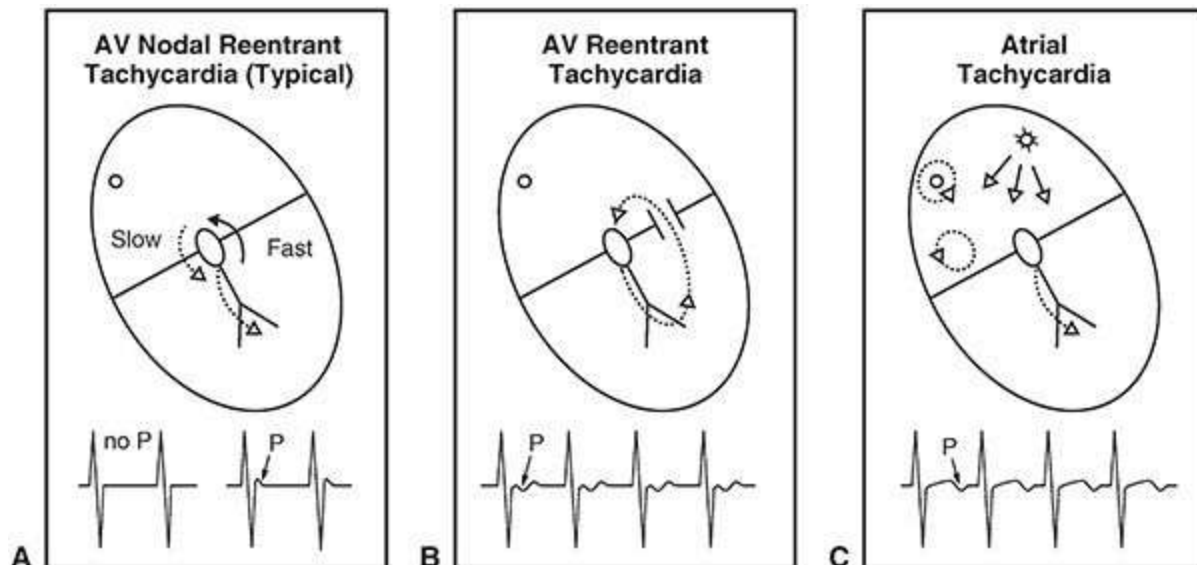 AV Nodal Reentrant
Tachycardia (Typical)
Slow
Fast
no P
P
A
AV Reentrant
Tachycardia
P
B
Atrial
Tachycardia
P
C